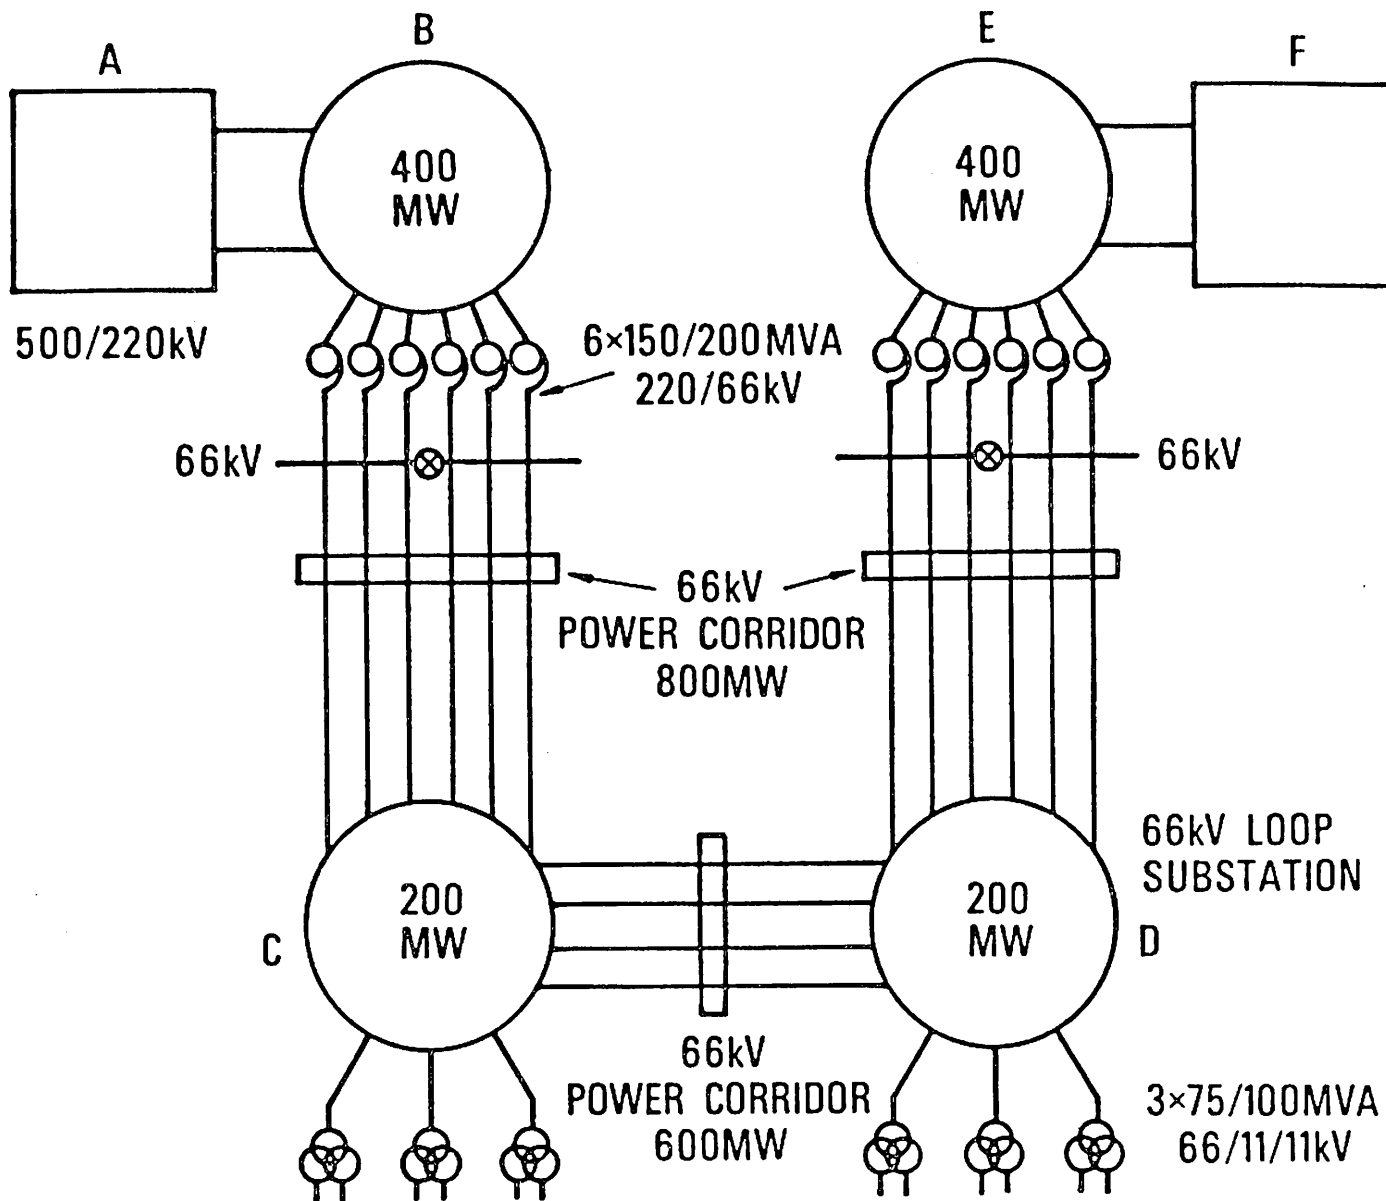 A
B
E
F
400
MW
400
MW
500/220kV
6×150/200MVA
220/66kV
66kV
66kV
66kV
POWER CORRIDOR
800MW
66kV LOOP
SUBSTATION
C
200
MW
200
MW
D
66kV
POWER CORRIDOR
600MW
3×75/100MVA
66/11/11kV